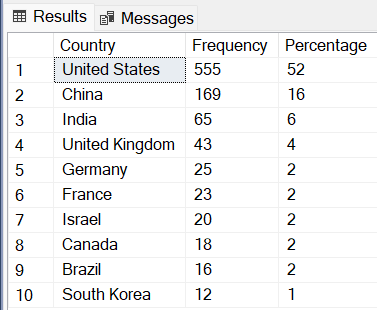 Results Messages
Country Frequency Percentage
1 United States 555 52
2 China 169 16
3 India 65 6
4 United Kingdom 43 4
5 Germany 25 2
6 France 23 2
7 Israel 20 2
8 Canada 18 2
9 Brazil 16 2
10 South Korea 12 1